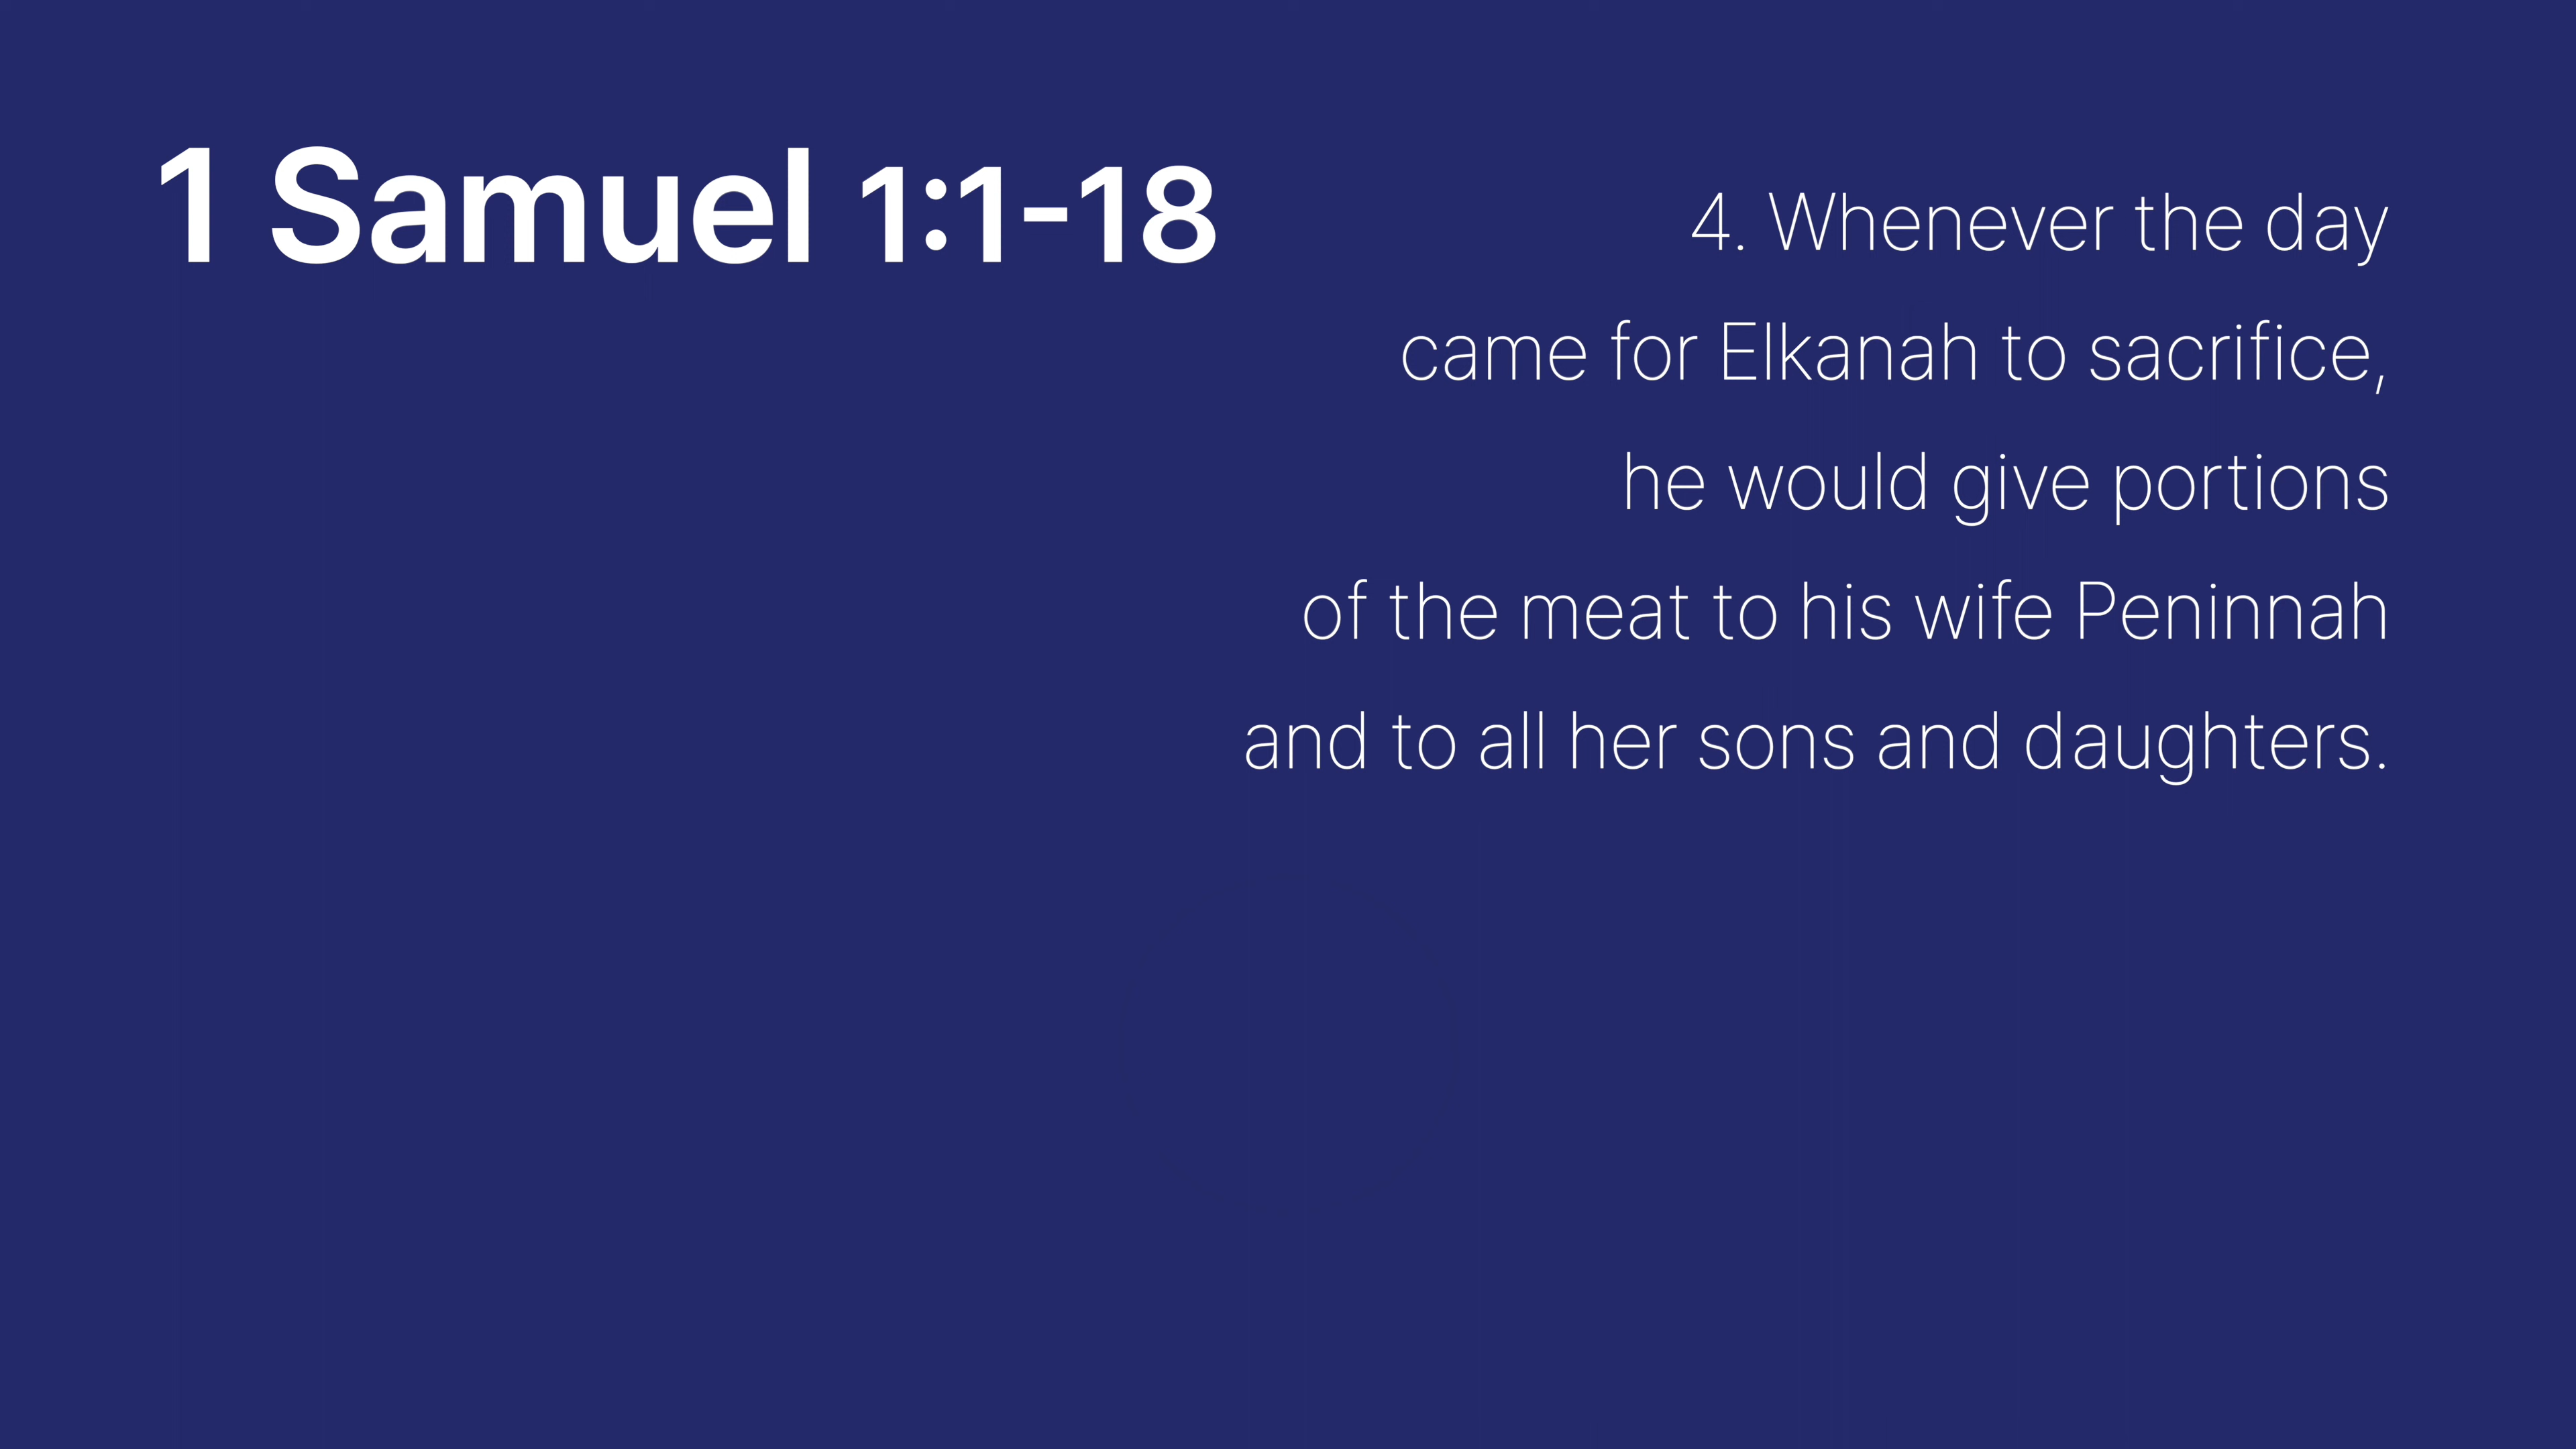 1 Samuel 1:1-18
4. Whenever the day
came for Elkanah to sacrifice,
he would give portions
of the meat to his wife Peninnah
and to all her sons and daughters.